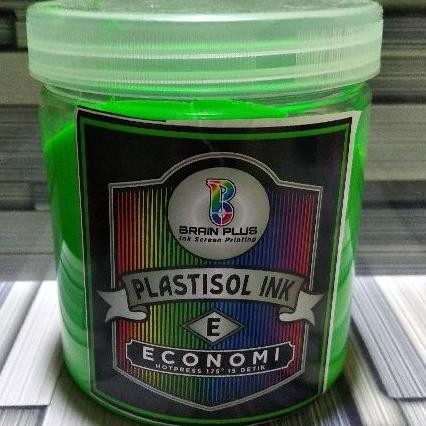 B
BRAIN PLUS
Ink Screen Printing
PLASTISOL INK
E
ECONOMI
HOTPRESS 175° 15 DETIK